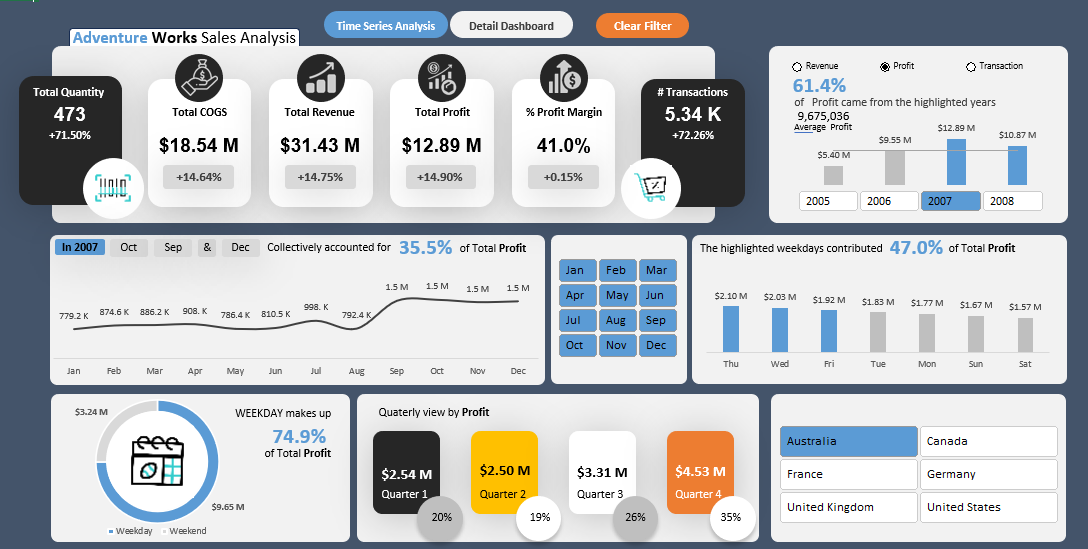 Time Series Analysis
Detail Dashboard
Clear Filter
Adventure Works Sales Analysis
Total Quantity
473
+71.50%
Total COGS
$18.54 M
+14.64%
Total Revenue
$31.43 M
+14.75%
Total Profit
$12.89 M
+14.90%
% Profit Margin
41.0%
+0.15%
# Transactions
5.34 K
+72.26%
Revenue
Profit
Transaction
61.4%
of Profit came from the highlighted years
9,675,036
Average Profit
$5.40 M
$9.55 M
$12.89 M
$10.87 M
2005
2006
2007
2008
In 2007 Oct Sep & Dec Collectively accounted for 35.5% of Total Profit
779.2 K
874.6 K
886.2 K
908. K
786.4 K
810.5 K
998. K
792.4 K
1.5 M
1.5 M
1.5 M
1.5 M
Jan Feb Mar Apr May Jun Jul Aug Sep Oct Nov Dec
Jan Feb Mar
Apr May Jun
Jul Aug Sep
Oct Nov Dec
The highlighted weekdays contributed 47.0% of Total Profit
$2.10 M
$2.03 M
$1.92 M
$1.83 M
$1.77 M
$1.67 M
$1.57 M
Thu Wed Fri Tue Mon Sun Sat
$3.24 M
$9.65 M
Weekday Weekend
WEEKDAY makes up
74.9%
of Total Profit
Quaterly view by Profit
$2.54 M
Quarter 1
20%
$2.50 M
Quarter 2
19%
$3.31 M
Quarter 3
26%
$4.53 M
Quarter 4
35%
Australia
Canada
France
Germany
United Kingdom
United States